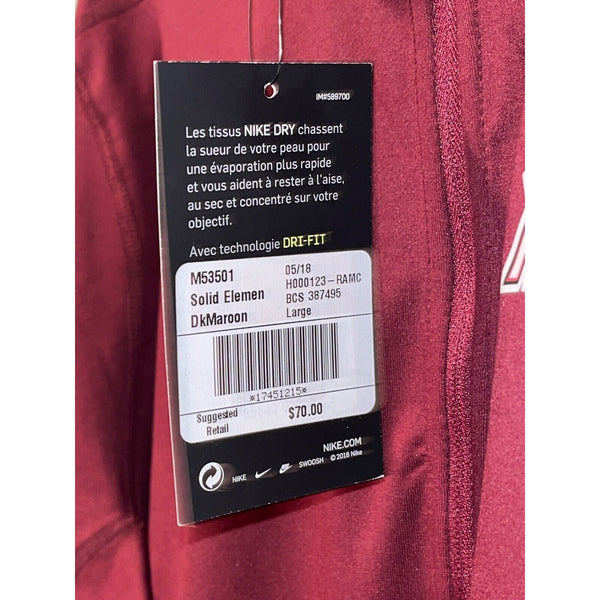 IM#589700
Les tissus NIKE DRY chassent
la sueur de votre peau pour
une évaporation plus rapide
et vous aident à rester à l'aise,
au sec et concentré sur votre
objectif.
Avec technologie DRI-FIT
M53501 05/18
Solid Elemen H000123-RAMC
DkMaroon BCS 387495
Large
*17451215*
Suggested
Retail $70.00
NIKE.COM
NIKE SWOOSH © 2018 Nike